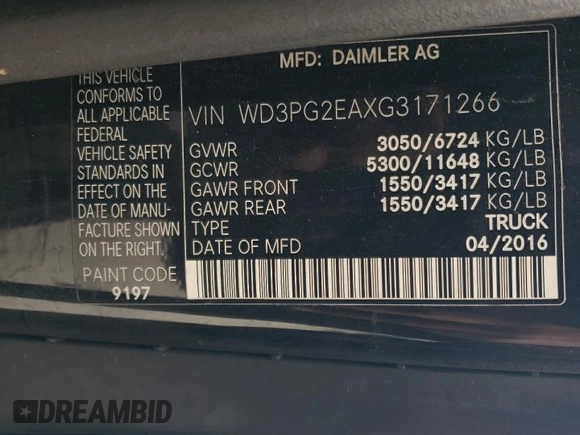 MFD: DAIMLER AG
THIS VEHICLE
CONFORMS TO
ALL APPLICABLE
FEDERAL
VEHICLE SAFETY
STANDARDS IN
EFFECT ON THE
DATE OF MANU-
FACTURE SHOWN
ON THE RIGHT.
PAINT CODE
9197
VIN WD3PG2EAXG3171266
GVWR 3050/6724 KG/LB
GCWR 5300/11648 KG/LB
GAWR FRONT 1550/3417 KG/LB
GAWR REAR 1550/3417 KG/LB
TYPE TRUCK
DATE OF MFD 04/2016
DREAMBID